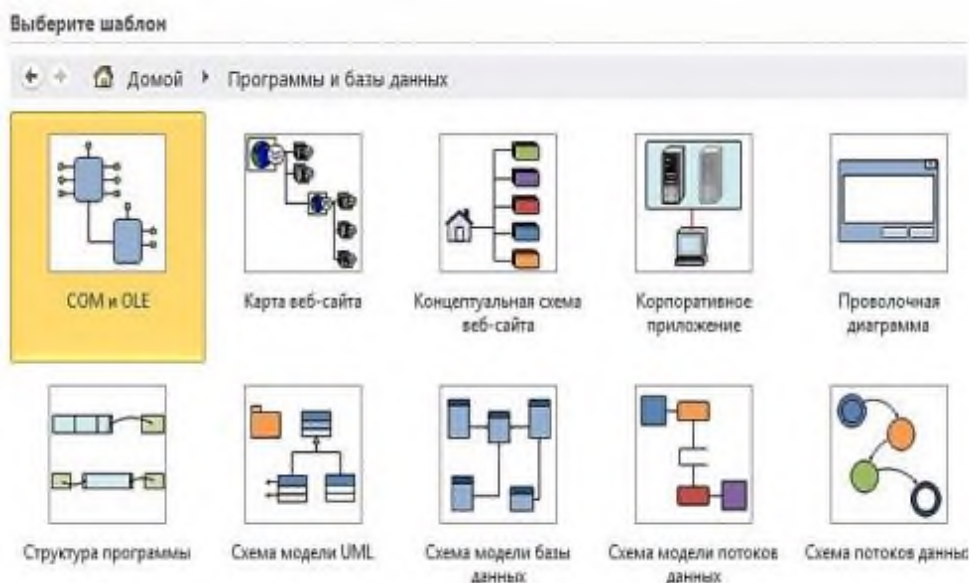 Выберите шаблон
Домой
Программы и базы данных
COM и OLE
Карта веб-сайта
Концептуальная схема
веб-сайта
Корпоративное
приложение
Проволочная
диаграмма
Структура программы
Схема модели UML
Схема модели базы
данных
Схема модели потоков
данных
Схема потоков данных